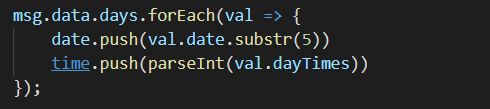 msg.data.days.forEach(val => {
    date.push(val.date.substr(5))
    time.push(parseInt(val.dayTimes))
});